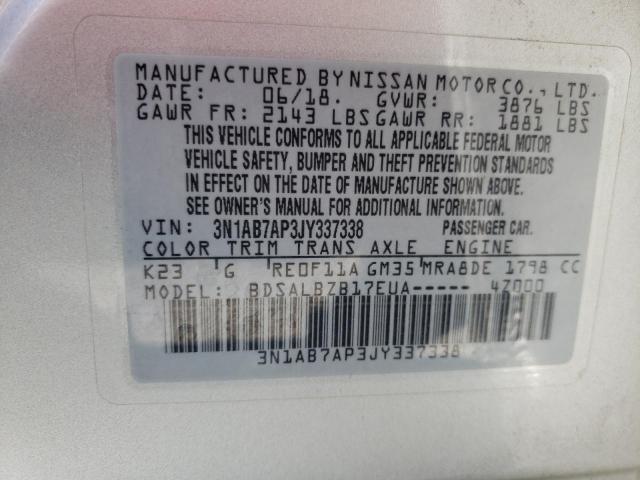 MANUFACTURED BY NISSAN MOTOR CO., LTD.
DATE: 06/18. GVWR: 3876 LBS
GAWR FR: 2143 LBS GAWR RR: 1881 LBS
THIS VEHICLE CONFORMS TO ALL APPLICABLE FEDERAL MOTOR
VEHICLE SAFETY, BUMPER AND THEFT PREVENTION STANDARDS
IN EFFECT ON THE DATE OF MANUFACTURE SHOWN ABOVE.
SEE OWNER'S MANUAL FOR ADDITIONAL INFORMATION.
VIN: 3N1AB7AP3JY337338 PASSENGER CAR.
COLOR TRIM TRANS AXLE ENGINE
K23 G RE0F11A GM35 MRA8DE 1798 CC
MODEL: BDSALBZB17EUA----- 4Z000
3N1AB7AP3JY337338